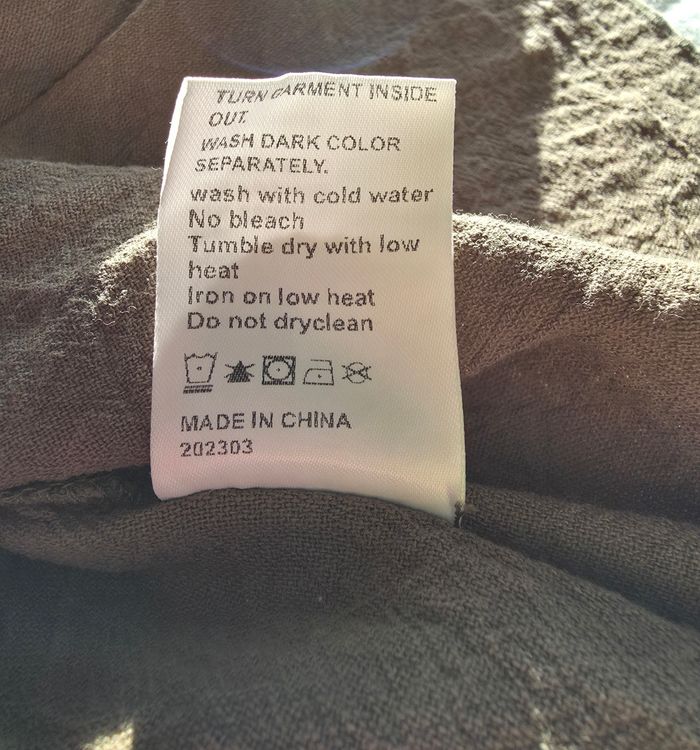 TURN GARMENT INSIDE
OUT.
WASH DARK COLOR
SEPARATELY.
wash with cold water
No bleach
Tumble dry with low
heat
Iron on low heat
Do not dryclean
MADE IN CHINA
202303